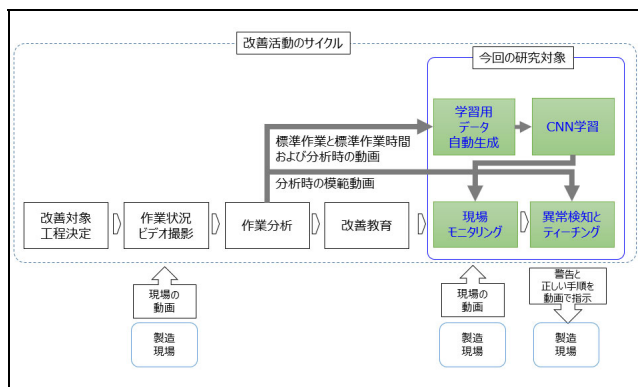 改善活動のサイクル
今回の研究対象
学習用
データ
自動生成
CNN学習
標準作業と標準作業時間
および分析時の動画
分析時の模範動画
改善対象
工程決定
作業状況
ビデオ撮影
作業分析
改善教育
現場
モニタリング
異常検知と
ティーチング
現場の
動画
現場の
動画
警告と
正しい手順を
動画で指示
製造
現場
製造
現場
製造
現場